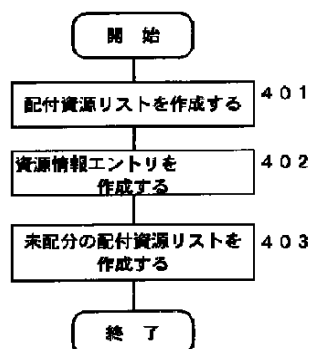 開 始
配付資源リストを作成する
401
資源情報エントリを
作成する
402
未配分の配付資源リストを
作成する
403
終 了